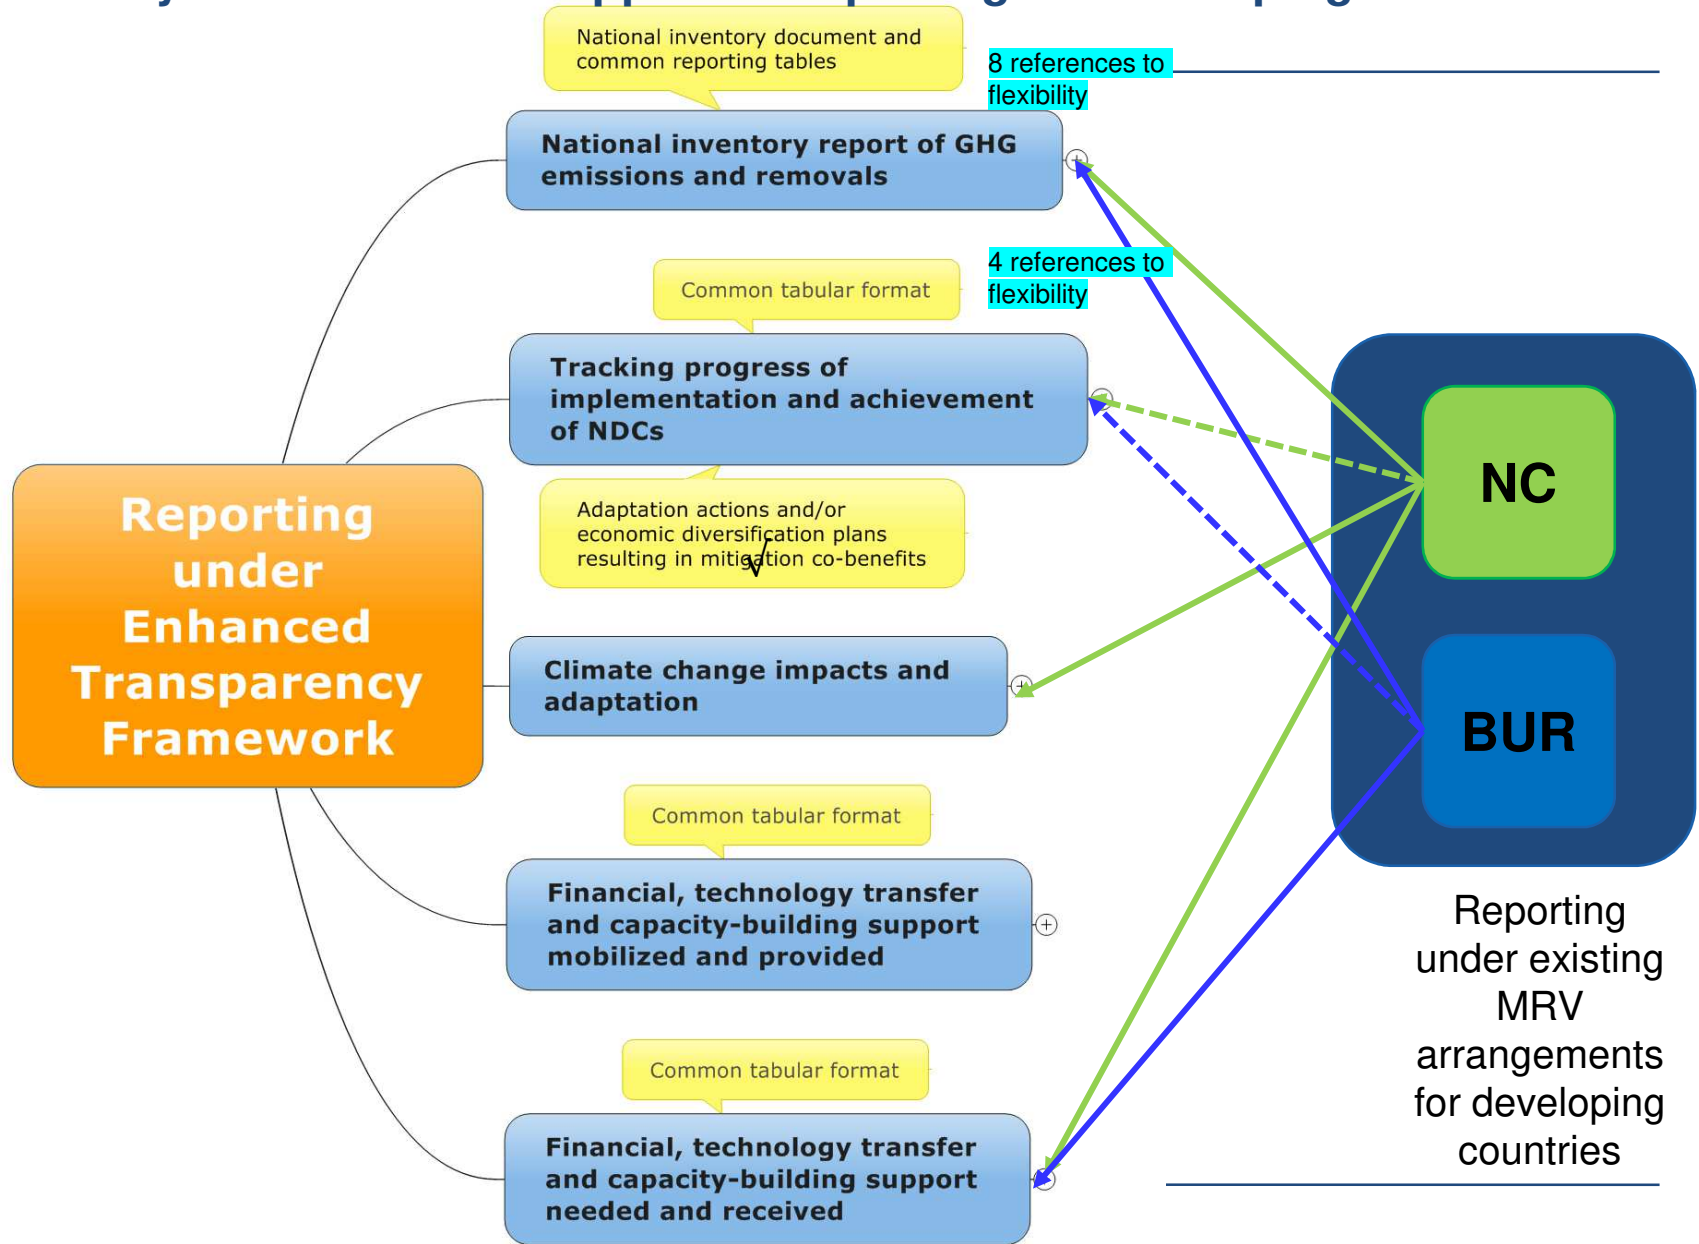 National inventory document and
common reporting tables
8 references to
flexibility
National inventory report of GHG
emissions and removals
4 references to
flexibility
Common tabular format
Tracking progress of
implementation and achievement
of NDCs
Adaptation actions and/or
economic diversification plans
resulting in mitigation co-benefits
√
Reporting
under
Enhanced
Transparency
Framework
Climate change impacts and
adaptation
Common tabular format
Financial, technology transfer
and capacity-building support
mobilized and provided
Common tabular format
Financial, technology transfer
and capacity-building support
needed and received
NC
BUR
Reporting
under existing
MRV
arrangements
for developing
countries